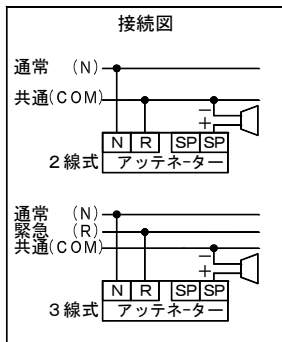 接続図
通常 (N)
共通(COM)
−
+
N R SP SP
2線式 アッテネーター
通常 (N)
緊急 (R)
共通(COM)
−
+
N R SP SP
3線式 アッテネーター